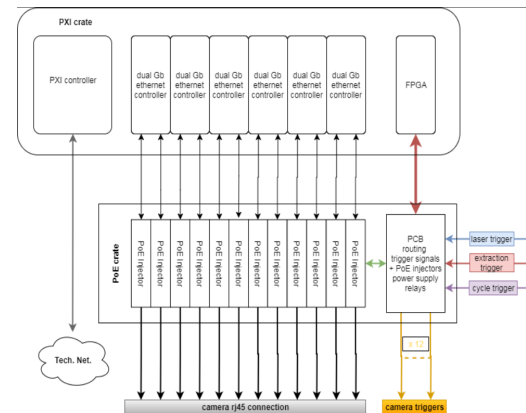 PXI crate
PXI controller
dual Gb
ethernet
controller
dual Gb
ethernet
controller
dual Gb
ethernet
controller
dual Gb
ethernet
controller
dual Gb
ethernet
controller
dual Gb
ethernet
controller
FPGA
PoE crate
PoE Injector
PoE Injector
PoE Injector
PoE Injector
PoE Injector
PoE Injector
PoE Injector
PoE Injector
PoE Injector
PoE Injector
PoE Injector
PoE Injector
PCB
routing
trigger signals
+ PoE injectors
power supply
relays
laser trigger
extraction
trigger
cycle trigger
x 12
Tech. Net.
camera rj45 connection
camera triggers